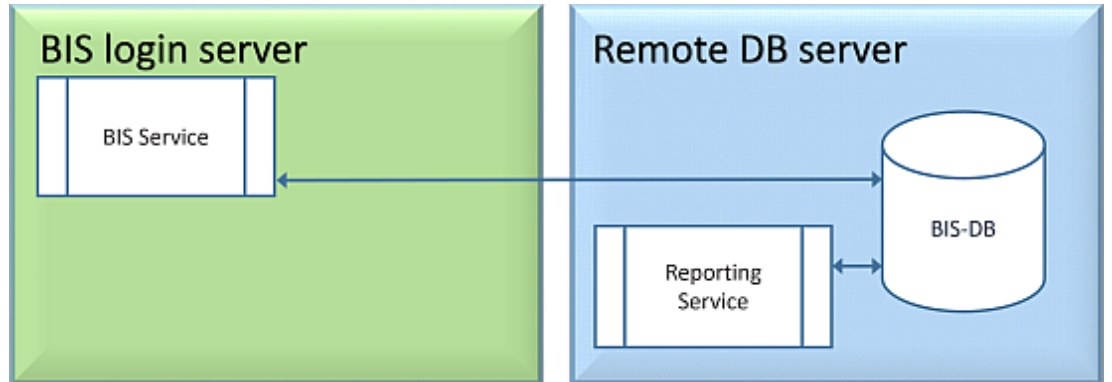 BIS login server
BIS Service
Remote DB server
BIS-DB
Reporting
Service